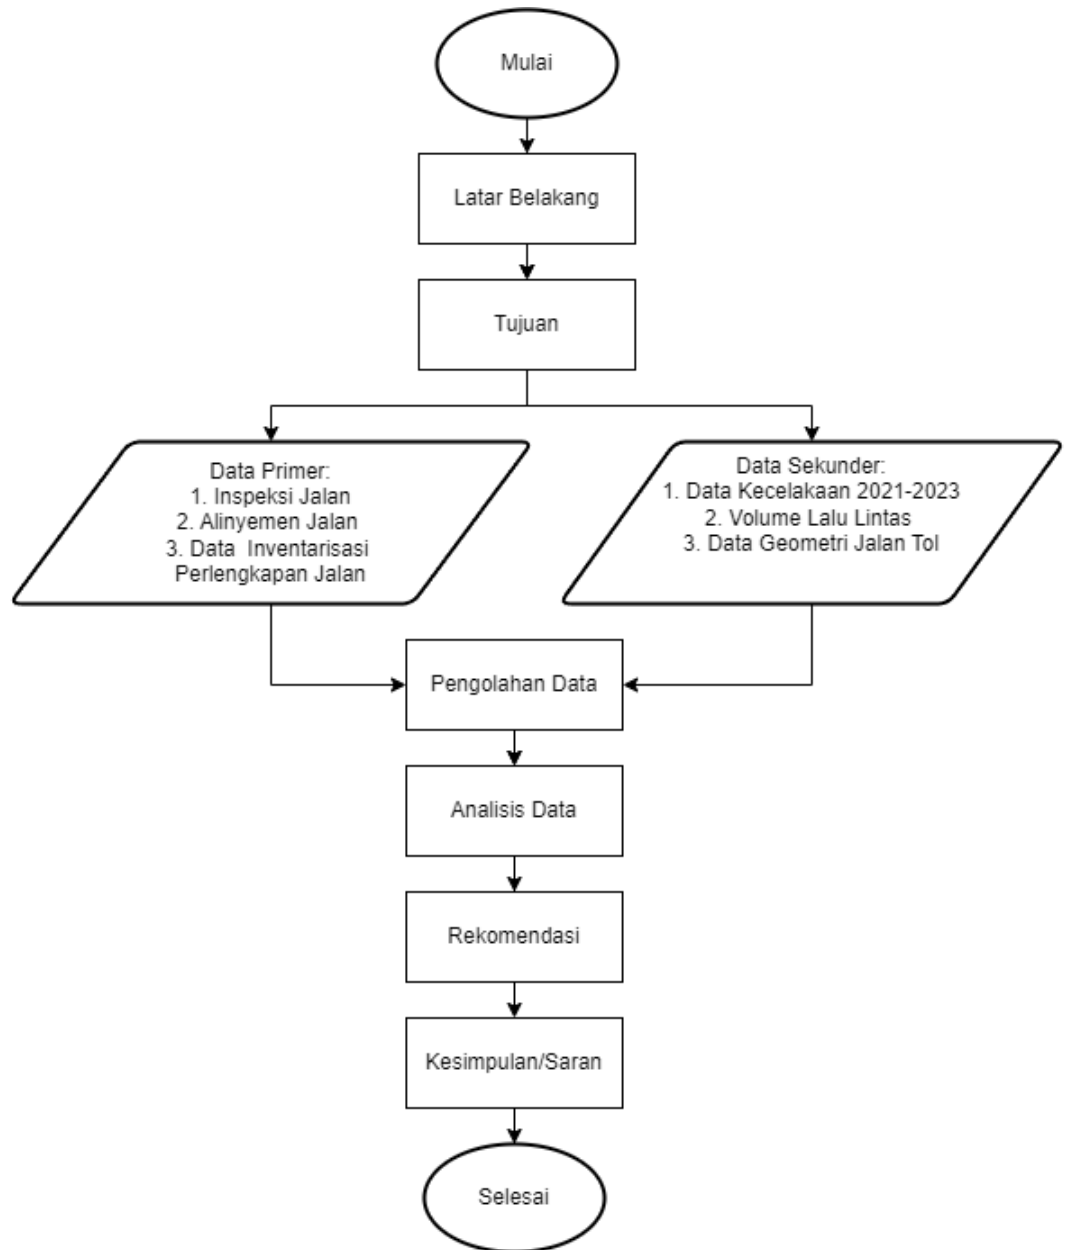 Mulai
Latar Belakang
Tujuan
Data Primer:
1. Inspeksi Jalan
2. Alinyemen Jalan
3. Data Inventarisasi
Perlengkapan Jalan
Data Sekunder:
1. Data Kecelakaan 2021-2023
2. Volume Lalu Lintas
3. Data Geometri Jalan Tol
Pengolahan Data
Analisis Data
Rekomendasi
Kesimpulan/Saran
Selesai